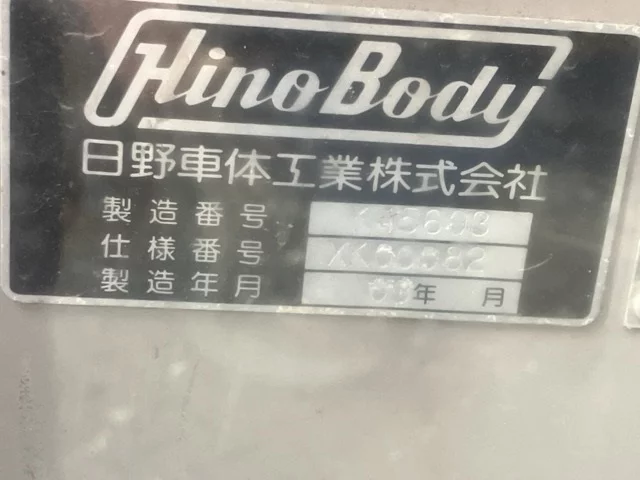 Hino Body
日野車体工業株式会社
製造番号
仕様番号
製造年月 年 月